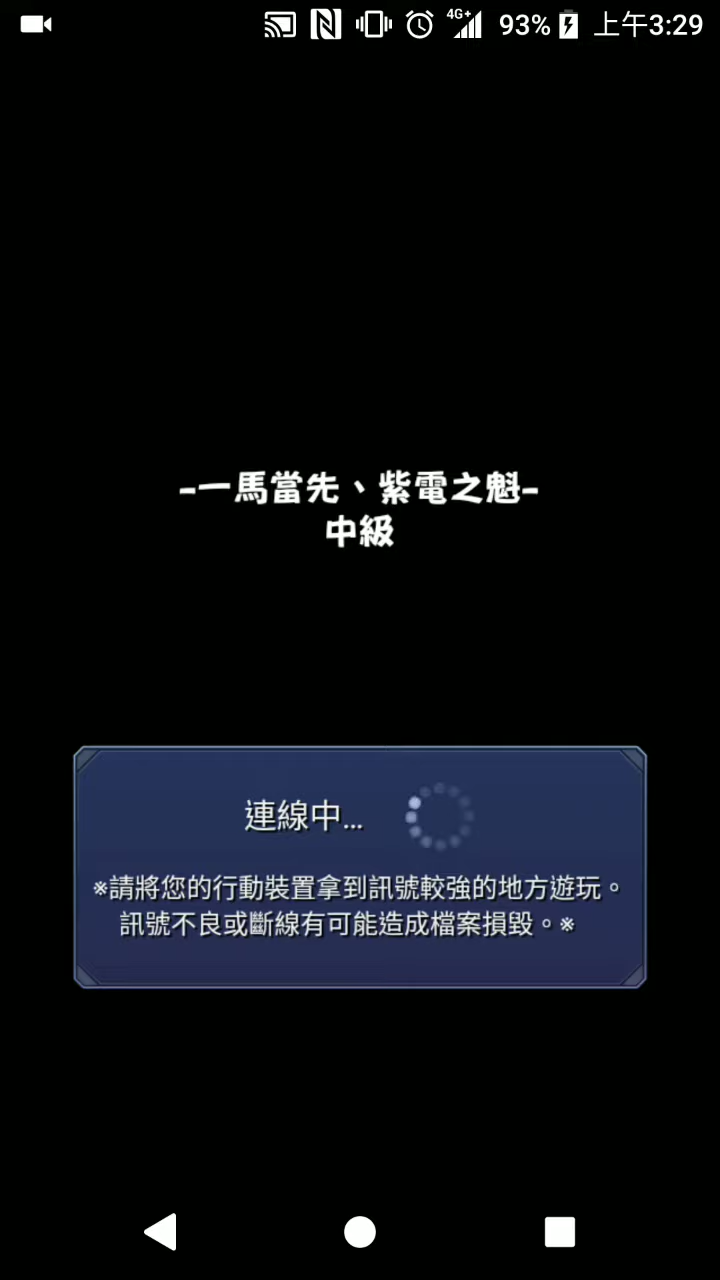 4G+ 93% 上午3:29
-一馬當先、紫電之魁-
中級
連線中...
※請將您的行動裝置拿到訊號較強的地方遊玩。
訊號不良或斷線有可能造成檔案損毀。※